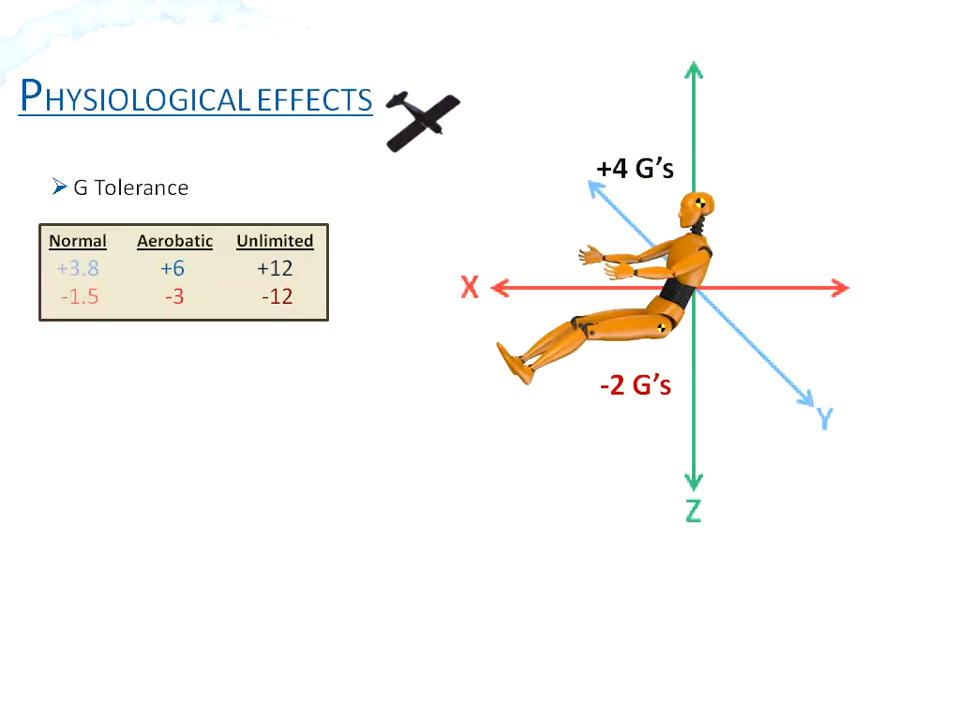 PHYSIOLOGICAL EFFECTS
G Tolerance
Normal Aerobatic Unlimited
+3.8 +6 +12
-1.5 -3 -12
+4 G’s
X
-2 G’s
Y
Z